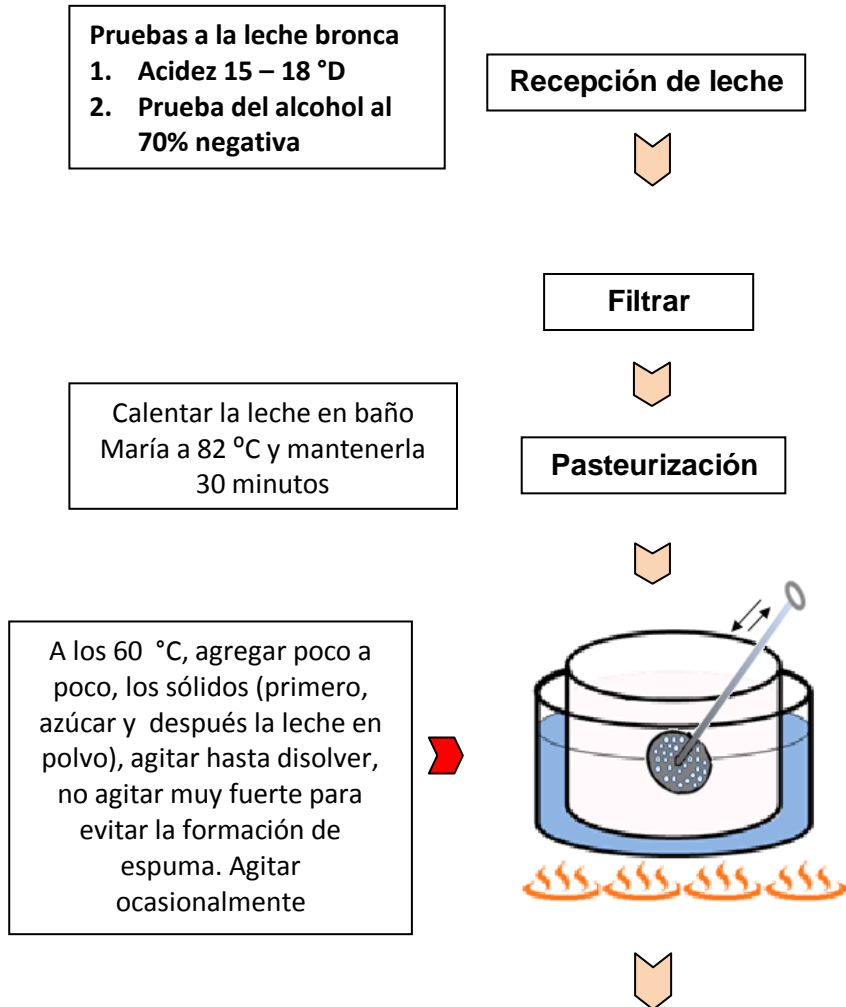 Pruebas a la leche bronca
1. Acidez 15 – 18 °D
2. Prueba del alcohol al
70% negativa
Recepción de leche
Filtrar
Calentar la leche en baño
María a 82 ºC y mantenerla
30 minutos
Pasteurización
A los 60 °C, agregar poco a
poco, los sólidos (primero,
azúcar y después la leche en
polvo), agitar hasta disolver,
no agitar muy fuerte para
evitar la formación de
espuma. Agitar
ocasionalmente